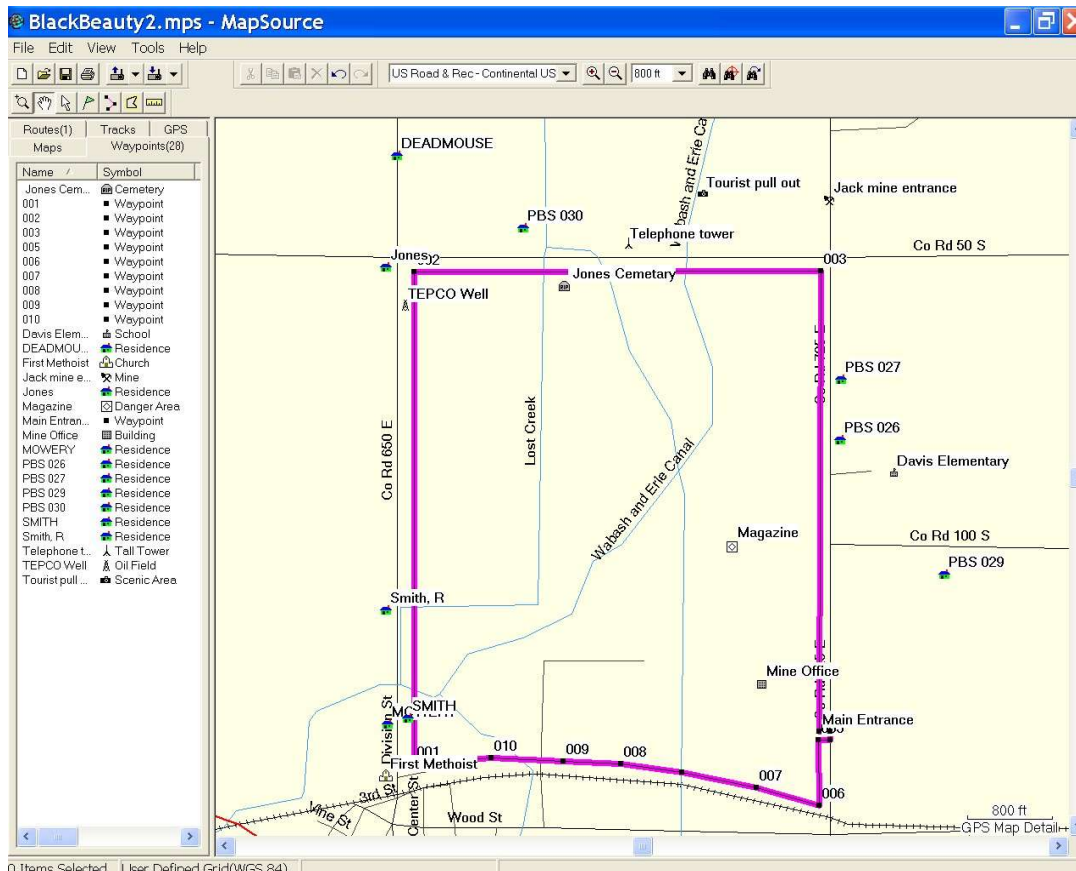 BlackBeauty2.mps - MapSource
File Edit View Tools Help
US Road & Rec - Continental US
800 ft
Routes(1) Tracks GPS
Maps Waypoints(28)
Name Symbol
Jones Cem... Cemetery
001 Waypoint
002 Waypoint
003 Waypoint
005 Waypoint
006 Waypoint
007 Waypoint
008 Waypoint
009 Waypoint
010 Waypoint
Davis Elem... School
DEADMOU... Residence
First Methoist Church
Jack mine e... Mine
Jones Residence
Magazine Danger Area
Main Entran... Waypoint
Mine Office Building
MOWERY Residence
PBS 026 Residence
PBS 027 Residence
PBS 029 Residence
PBS 030 Residence
SMITH Residence
Smith, R Residence
Telephone t... Tall Tower
TEPCO Well Oil Field
Tourist pull ... Scenic Area
DEADMOUSE
Wabash and Erie Ca
Tourist pull out
Jack mine entrance
PBS 030
Telephone tower
Co Rd 50 S
Jones
002
003
Jones Cemetary
TEPCO Well
PBS 027
Co Rd 650 E
Lost Creek
PBS 026
Davis Elementary
Wabash and Erie Canal
Magazine
Co Rd 100 S
PBS 029
Smith, R
Mine Office
SMITH
Main Entrance
Division St
001
010
009
008
007
006
First Methoist
3rd St
Center St
Vine St
Wood St
800 ft
GPS Map Detail
0 Items Selected User Defined Grid(WGS 84)